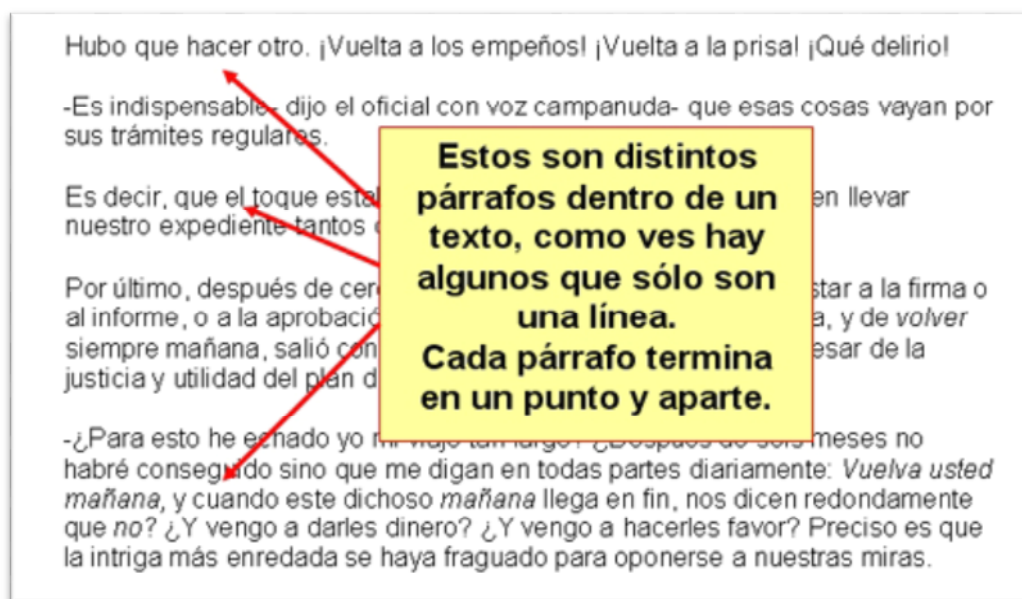 Hubo que hacer otro. ¡Vuelta a los empeños! ¡Vuelta a la prisa! ¡Qué delirio!
-Es indispensable- dijo el oficial con voz campanuda- que esas cosas vayan por
sus trámites regulares.
Es decir, que el toque en llevar
nuestro expediente tantos
Por último, después de a la firma o
al informe, o a la y de volver
siempre mañana, salió de la
justicia y utilidad del plan
Estos son distintos
párrafos dentro de un
texto, como ves hay
algunos que sólo son
una línea.
Cada párrafo termina
en un punto y aparte.
-¿Para esto he echado yo meses no
habré conseguido sino que me digan en todas partes diariamente: Vuelva usted
mañana, y cuando este dichoso mañana llega en fin, nos dicen redondamente
que no? ¿Y vengo a darles dinero? ¿Y vengo a hacerles favor? Preciso es que
la intriga más enredada se haya fraguado para oponerse a nuestras miras.